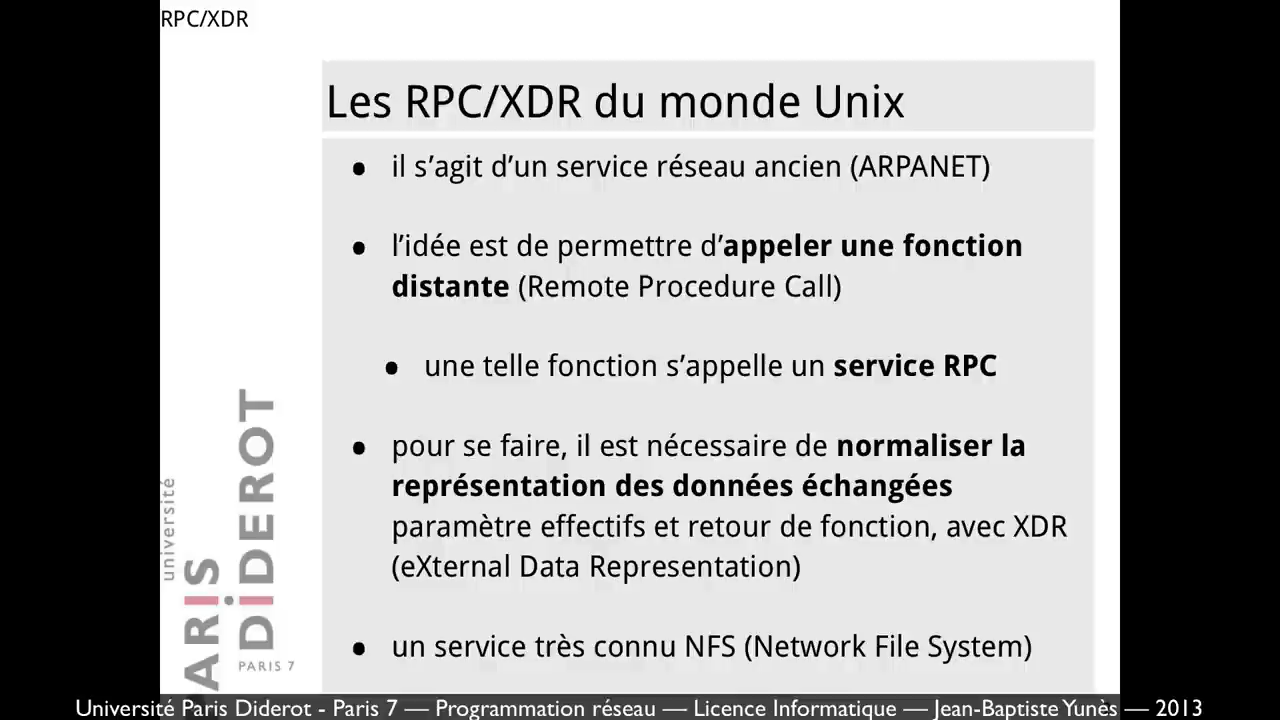 RPC/XDR
Les RPC/XDR du monde Unix
• il s’agit d’un service réseau ancien (ARPANET)
• l’idée est de permettre d’appeler une fonction
distante (Remote Procedure Call)
• une telle fonction s’appelle un service RPC
• pour se faire, il est nécessaire de normaliser la
représentation des données échangées
paramètre effectifs et retour de fonction, avec XDR
(eXternal Data Representation)
• un service très connu NFS (Network File System)
université
ARiS
DiDEROT
PARIS 7
Université Paris Diderot - Paris 7 — Programmation réseau — Licence Informatique — Jean-Baptiste Yunès — 2013